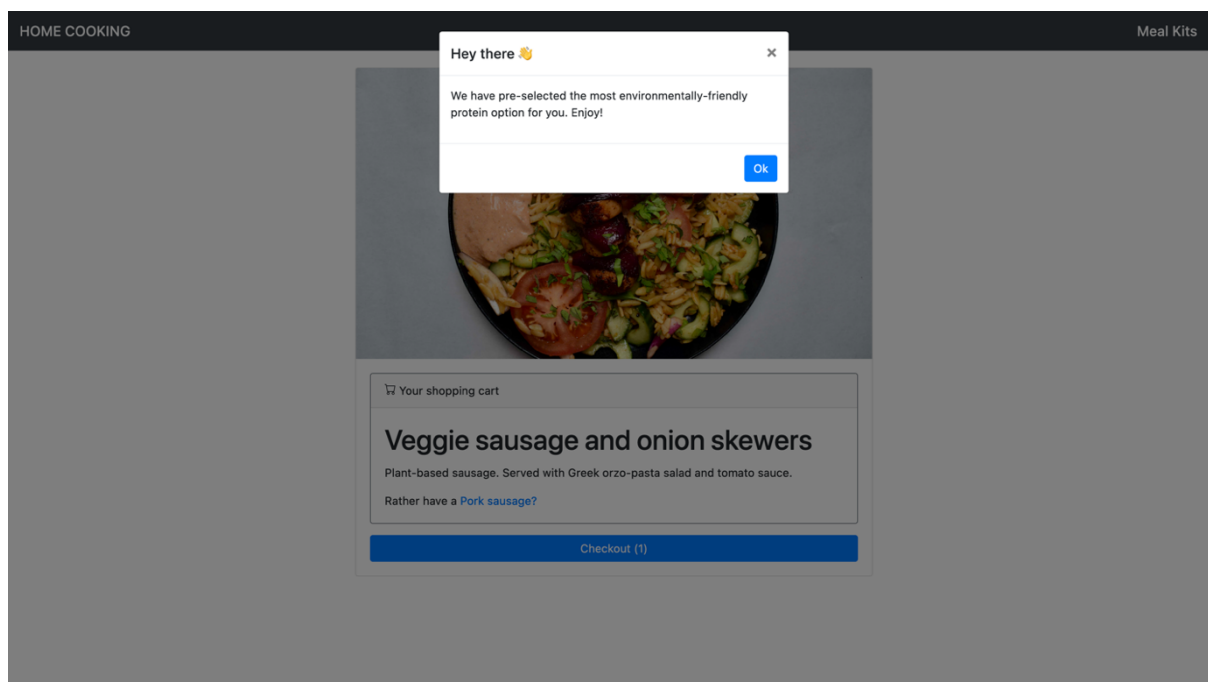 HOME COOKING
Meal Kits
Hey there 👋
×
We have pre-selected the most environmentally-friendly
protein option for you. Enjoy!
Ok
Your shopping cart
Veggie sausage and onion skewers
Plant-based sausage. Served with Greek orzo-pasta salad and tomato sauce.
Rather have a Pork sausage?
Checkout (1)